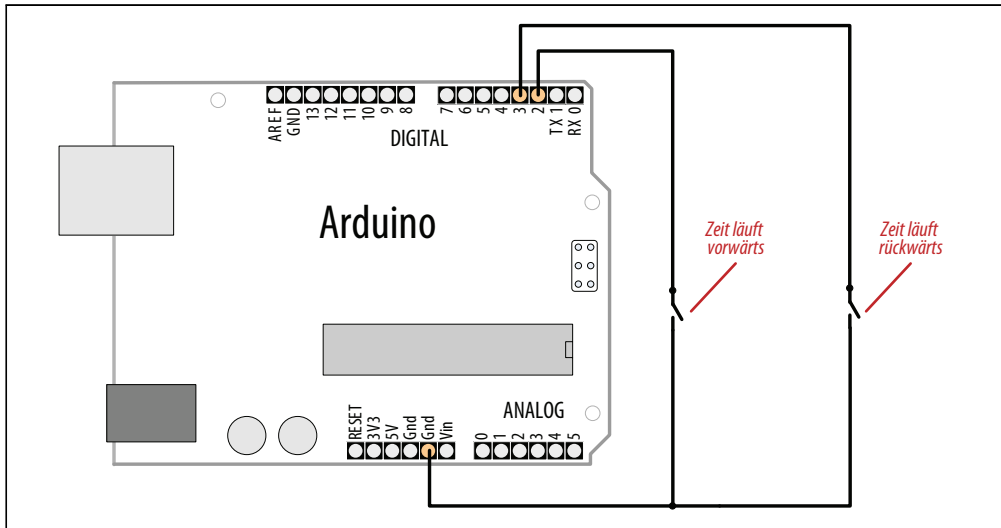 AREF
GND
13
12
11
10
9
8
7
6
5
4
3
2
TX 1
RX 0
DIGITAL
Arduino
Zeit läuft
vorwärts
Zeit läuft
rückwärts
ANALOG
RESET
3V3
5V
Gnd
Gnd
Vin
0
1
2
3
4
5